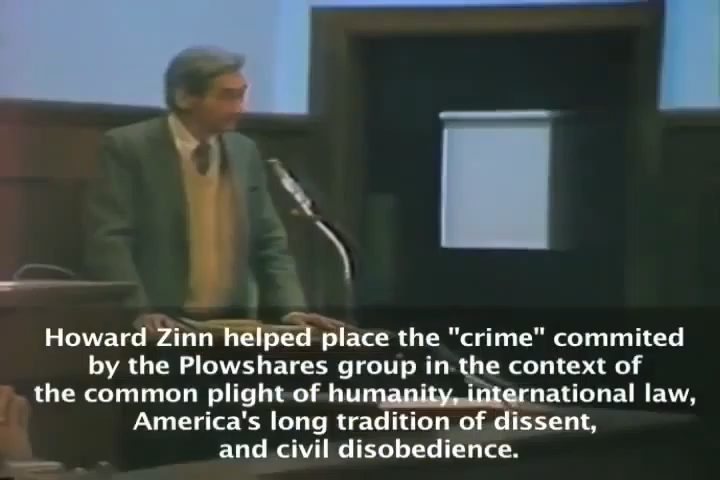 Howard Zinn helped place the "crime" commited
by the Plowshares group in the context of
the common plight of humanity, international law,
America's long tradition of dissent,
and civil disobedience.